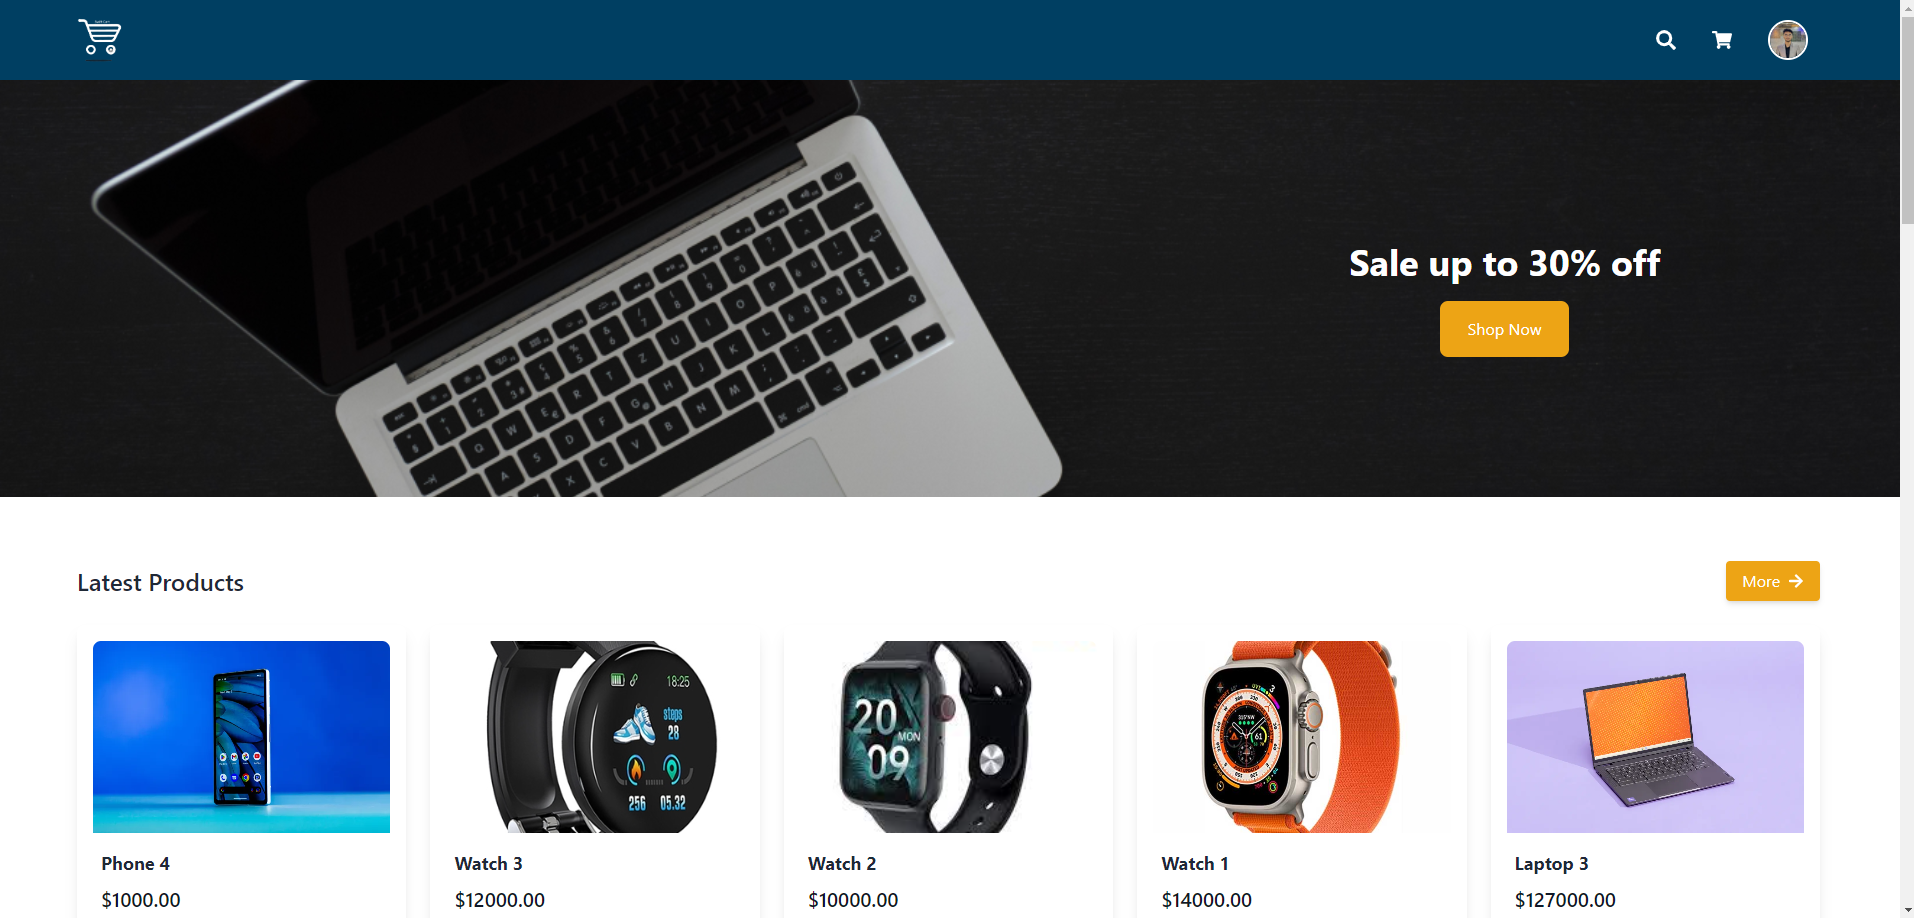 Sale up to 30% off
Shop Now
Latest Products
More
18:25
steps
28
256
05.32
20
MON
09
Phone 4
$1000.00
Watch 3
$12000.00
Watch 2
$10000.00
Watch 1
$14000.00
Laptop 3
$127000.00